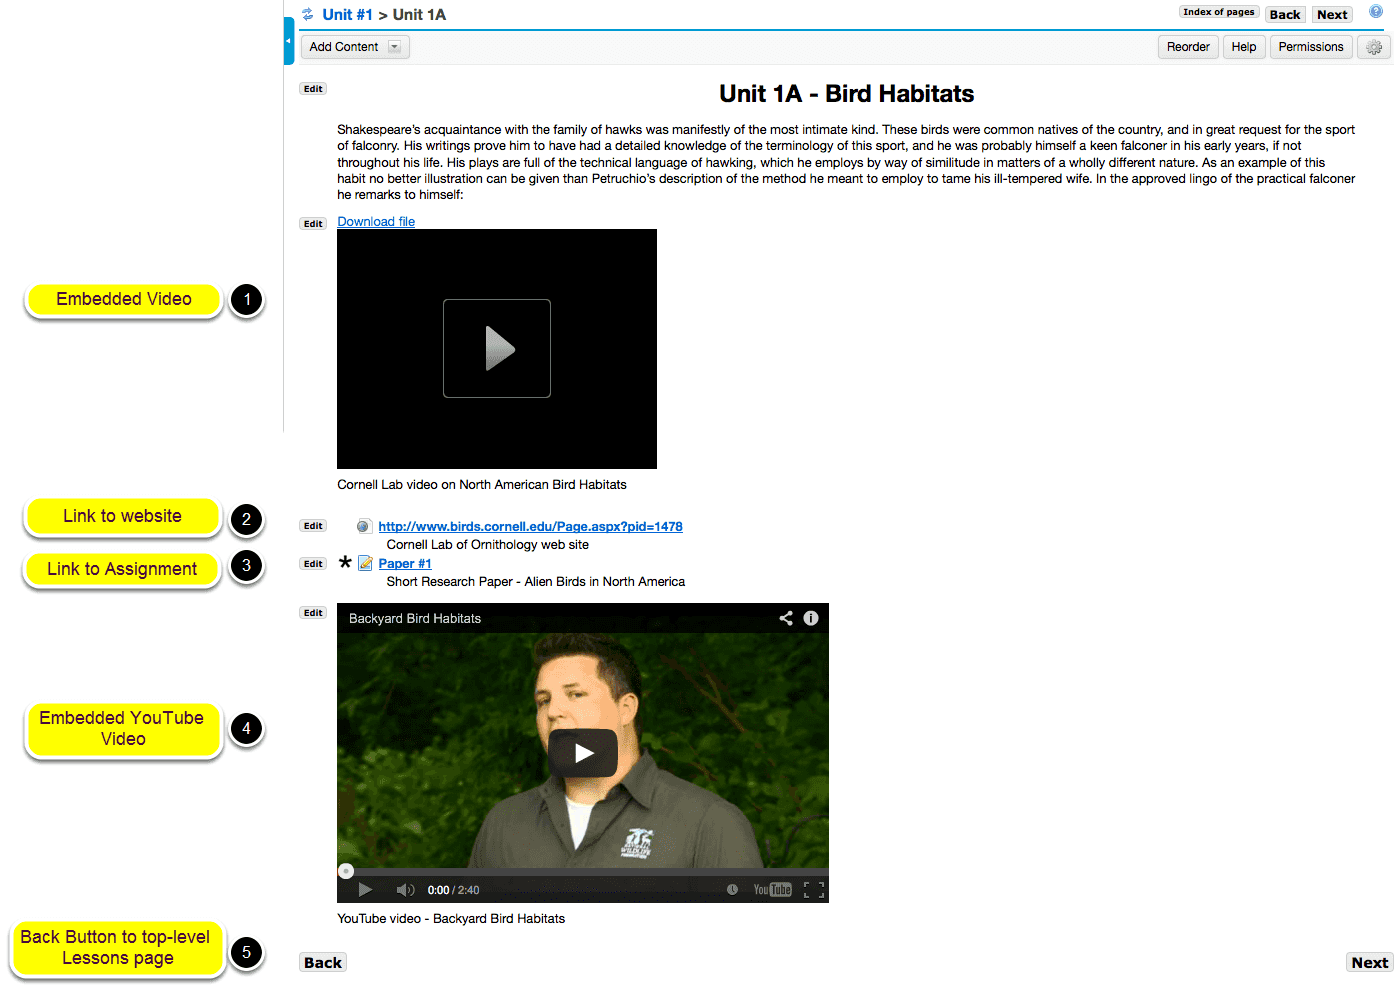 Unit #1 > Unit 1A
Index of pages Back Next ?
Add Content
Reorder Help Permissions
Edit
Unit 1A - Bird Habitats
Shakespeare's acquaintance with the family of hawks was manifestly of the most intimate kind. These birds were common natives of the country, and in great request for the sport
of falconry. His writings prove him to have had a detailed knowledge of the terminology of this sport, and he was probably himself a keen falconer in his early years, if not
throughout his life. His plays are full of the technical language of hawking, which he employs by way of similitude in matters of a wholly different nature. As an example of this
habit no better illustration can be given than Petruchio's description of the method he meant to employ to tame his ill-tempered wife. In the approved lingo of the practical falconer
he remarks to himself:
Edit Download file
Embedded Video 1
Cornell Lab video on North American Bird Habitats
Link to website 2
Edit http://www.birds.cornell.edu/Page.aspx?pid=1478
Cornell Lab of Ornithology web site
Link to Assignment 3
Edit * Paper #1
Short Research Paper - Alien Birds in North America
Edit
Backyard Bird Habitats
Embedded YouTube
Video
4
NATIONAL
WILDLIFE
FEDERATION
0:00 / 2:40 YouTube
YouTube video - Backyard Bird Habitats
Back Button to top-level
Lessons page
5
Back Next